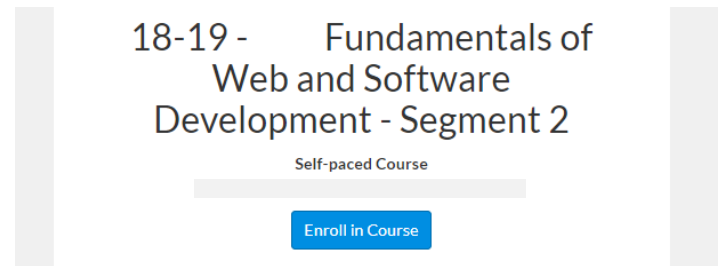 18-19 - Fundamentals of
Web and Software
Development - Segment 2
Self-paced Course
Enroll in Course